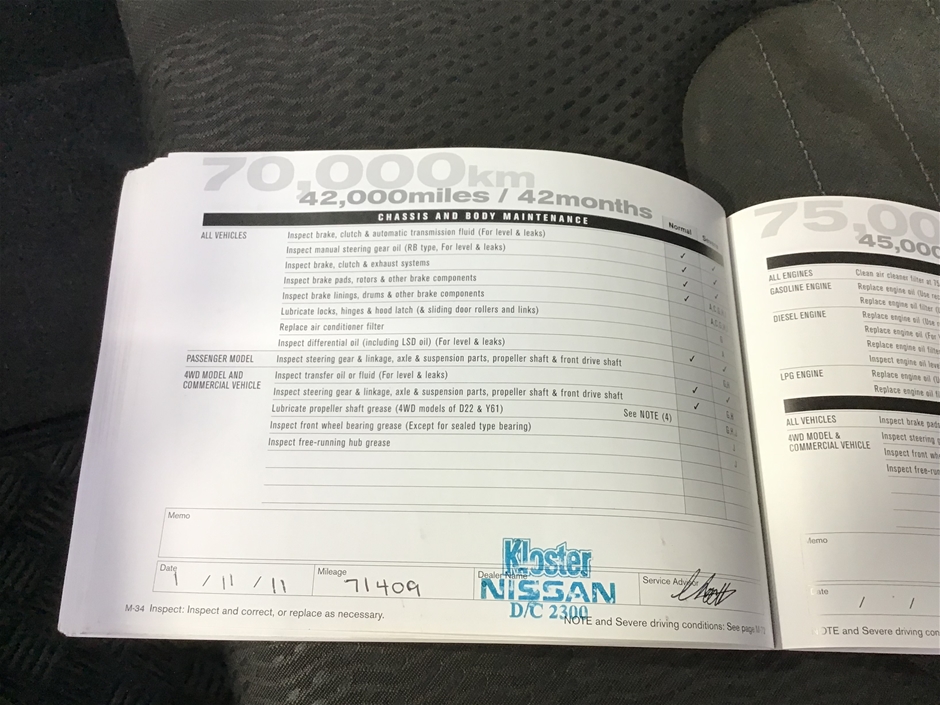 70,000km
42,000miles / 42months
CHASSIS AND BODY MAINTENANCE
Normal
ALL VEHICLES Inspect brake, clutch & automatic transmission fluid (For level & leaks)
Inspect manual steering gear oil (RB type, For level & leaks) ✓
Inspect brake, clutch & exhaust systems ✓
Inspect brake pads, rotors & other brake components ✓
Inspect brake linings, drums & other brake components ✓
Lubricate locks, hinges & hood latch (& sliding door rollers and links)
Replace air conditioner filter
Inspect differential oil (including LSD oil) (For level & leaks)
PASSENGER MODEL Inspect steering gear & linkage, axle & suspension parts, propeller shaft & front drive shaft ✓
4WD MODEL AND COMMERCIAL VEHICLE Inspect transfer oil or fluid (For level & leaks)
Inspect steering gear & linkage, axle & suspension parts, propeller shaft & front drive shaft ✓
Lubricate propeller shaft grease (4WD models of D22 & Y61) See NOTE (4) ✓
Inspect front wheel bearing grease (Except for sealed type bearing)
Inspect free-running hub grease
Memo
Date 1 / 11 / 11
Mileage 71409
Dealer Name
Kloster
NISSAN
D/C 2300
Service Advisor
M-34 Inspect: Inspect and correct, or replace as necessary.
NOTE and Severe driving conditions: See page
75,00
45,000
ALL ENGINES Clean air cleaner filter at 75
GASOLINE ENGINE Replace engine oil (Use
Replace engine oil filter
DIESEL ENGINE Replace engine oil (Use
Replace engine oil (For
Replace engine oil filte
Inspect engine oil leve
LPG ENGINE Replace engine oil
Replace engine oil
ALL VEHICLES Inspect brake pads
4WD MODEL & COMMERCIAL VEHICLE Inspect steering
Inspect front wh
Inspect free-run
Memo
/ /
NOTE and Severe driving con